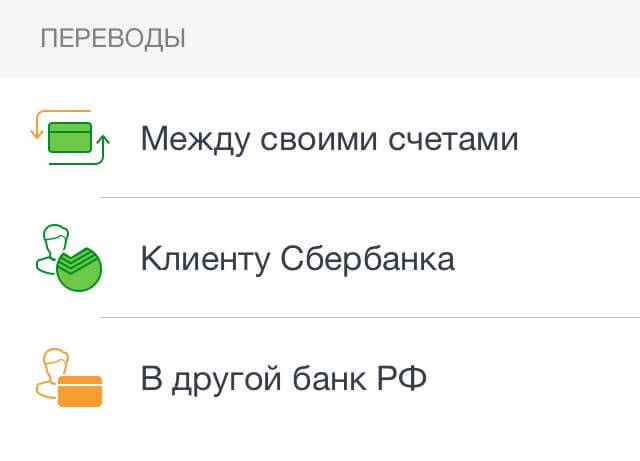 ПЕРЕВОДЫ
Между своими счетами
Клиенту Сбербанка
В другой банк РФ